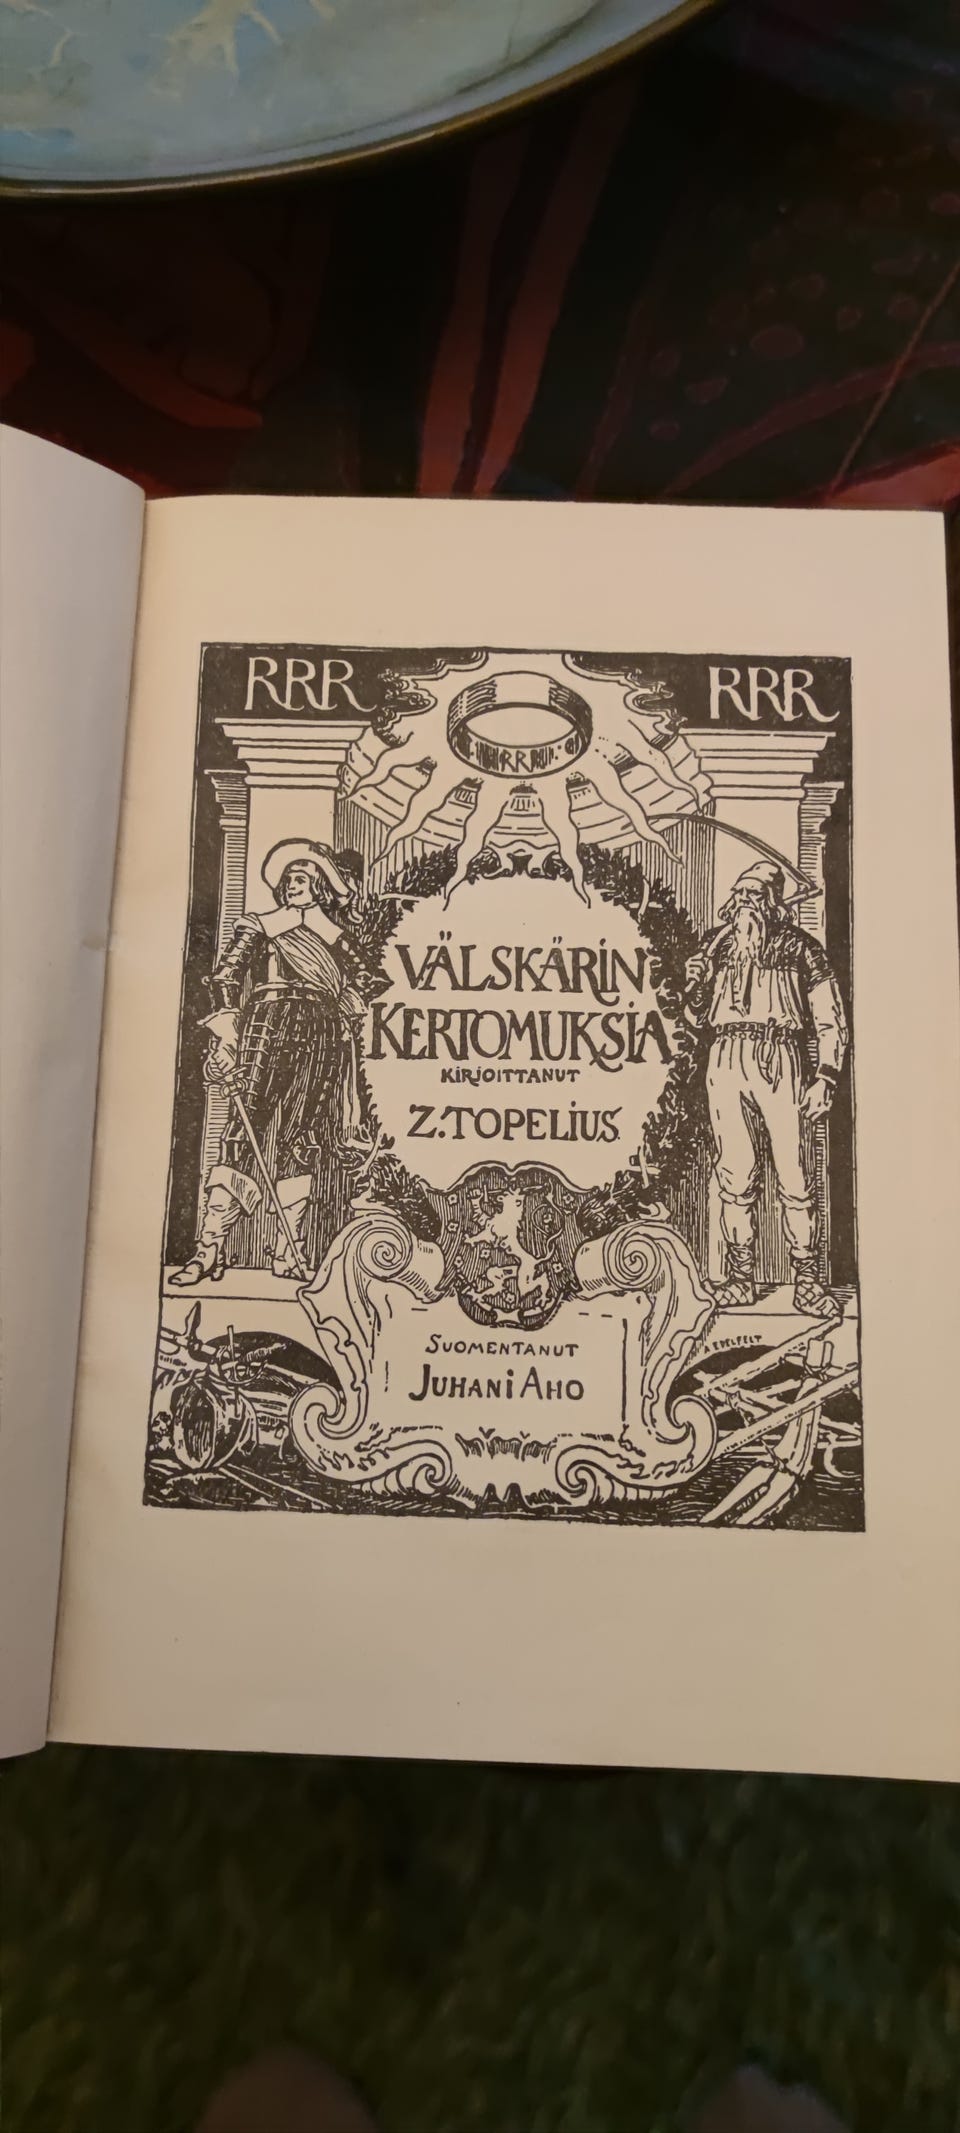 RRR RRR
RRR
VÄLSKÄRIN
KERTOMUKSIA
KIRJOITTANUT
Z. TOPELIUS
SUOMENTANUT
JUHANI AHO
A EDELFELT